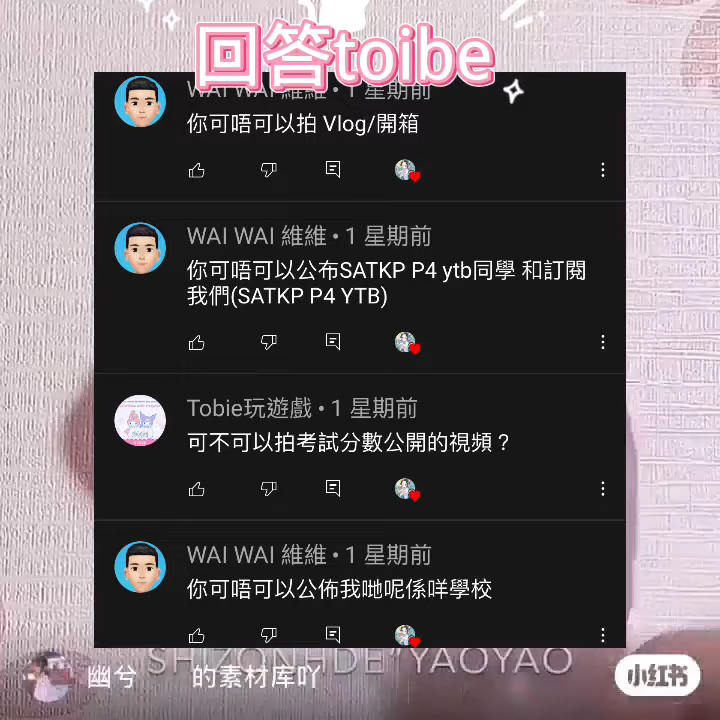 回答toibe
WAI WAI 維維 • 1 星期前
你可唔可以拍 Vlog/開箱
WAI WAI 維維 • 1 星期前
你可唔可以公布SATKP P4 ytb同學 和訂閱
我們(SATKP P4 YTB)
Tobie玩遊戲 • 1 星期前
可不可以拍考試分數公開的視頻？
WAI WAI 維維 • 1 星期前
你可唔可以公佈我哋呢係咩學校
幽兮 的素材库吖
YAOYAO
小红书